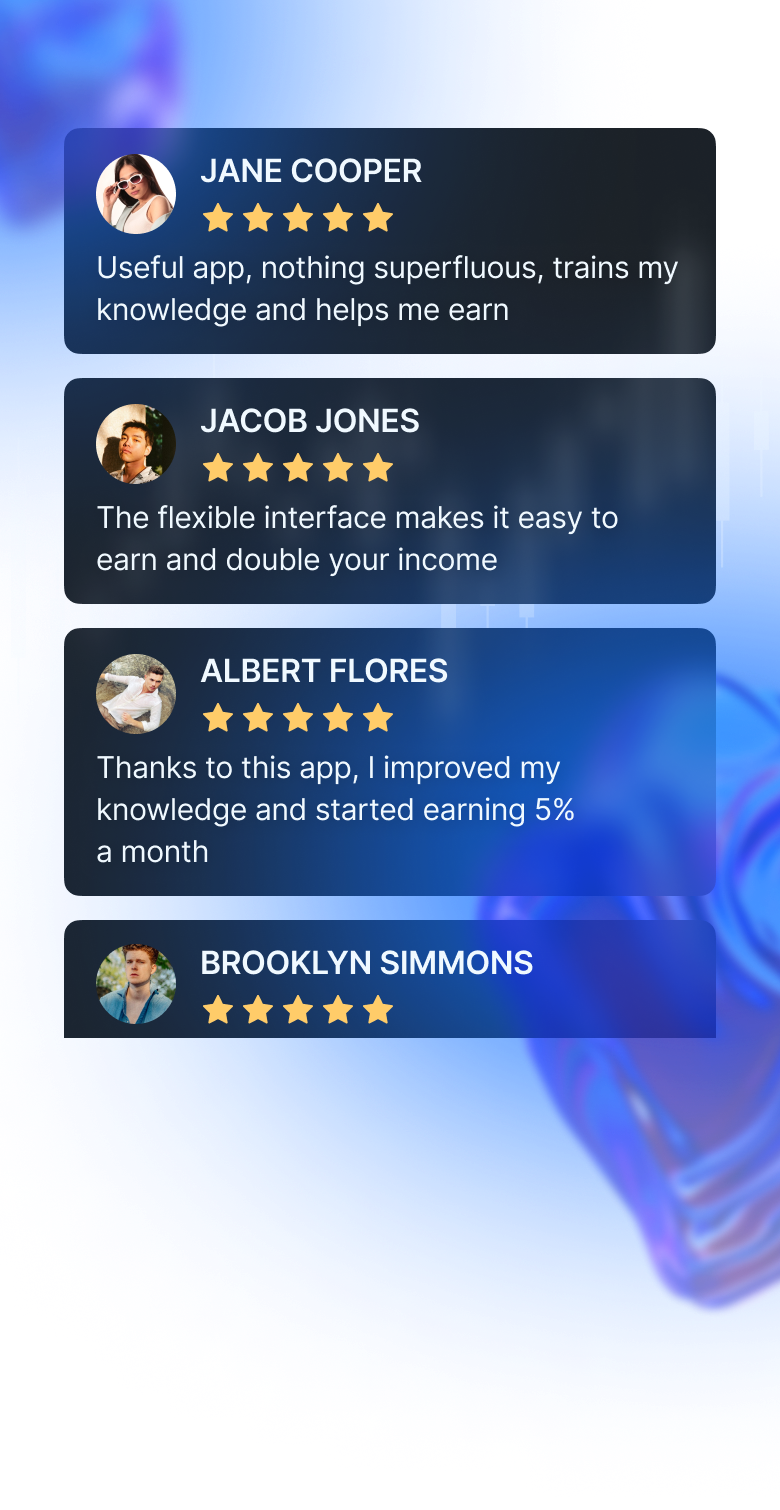 JANE COOPER
Useful app, nothing superfluous, trains my
knowledge and helps me earn
JACOB JONES
The flexible interface makes it easy to
earn and double your income
ALBERT FLORES
Thanks to this app, I improved my
knowledge and started earning 5%
a month
BROOKLYN SIMMONS